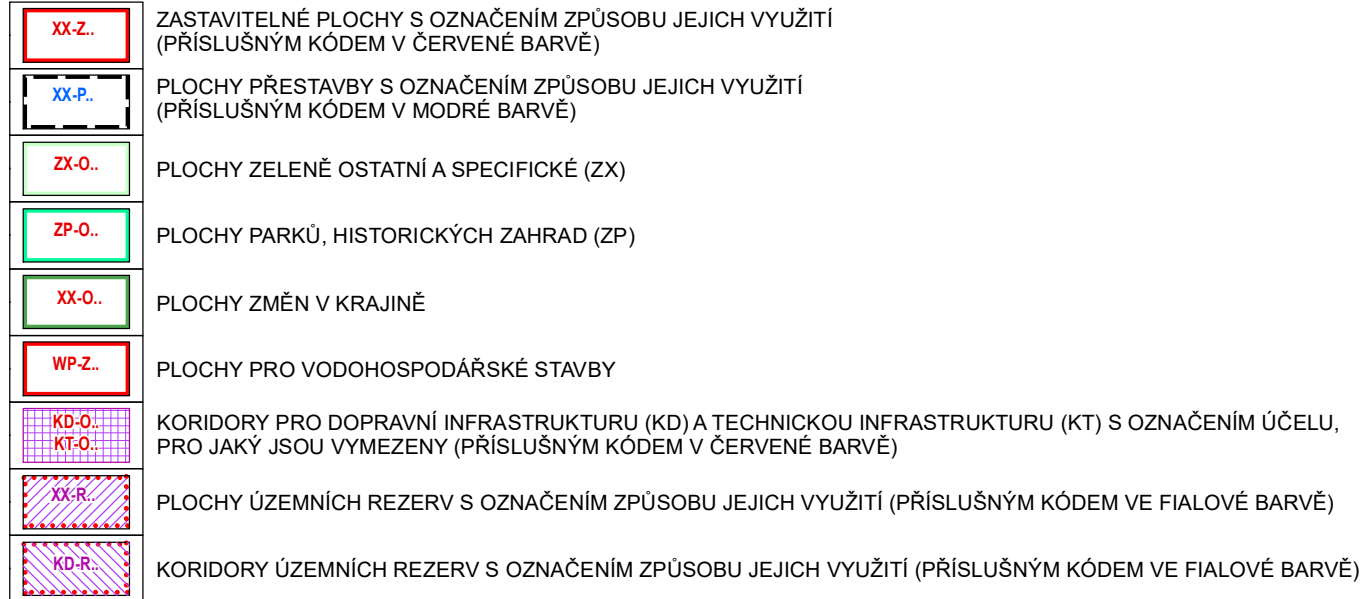 XX-Z..
ZASTAVITELNÉ PLOCHY S OZNAČENÍM ZPŮSOBU JEJICH VYUŽITÍ
(PŘÍSLUŠNÝM KÓDEM V ČERVENÉ BARVĚ)
XX-P..
PLOCHY PŘESTAVBY S OZNAČENÍM ZPŮSOBU JEJICH VYUŽITÍ
(PŘÍSLUŠNÝM KÓDEM V MODRÉ BARVĚ)
ZX-O..
PLOCHY ZELENĚ OSTATNÍ A SPECIFICKÉ (ZX)
ZP-O..
PLOCHY PARKŮ, HISTORICKÝCH ZAHRAD (ZP)
XX-O..
PLOCHY ZMĚN V KRAJINĚ
WP-Z..
PLOCHY PRO VODOHOSPODÁŘSKÉ STAVBY
KD-O..
KT-O..
KORIDORY PRO DOPRAVNÍ INFRASTRUKTURU (KD) A TECHNICKOU INFRASTRUKTURU (KT) S OZNAČENÍM ÚČELU,
PRO JAKÝ JSOU VYMEZENY (PŘÍSLUŠNÝM KÓDEM V ČERVENÉ BARVĚ)
XX-R..
PLOCHY ÚZEMNÍCH REZERV S OZNAČENÍM ZPŮSOBU JEJICH VYUŽITÍ (PŘÍSLUŠNÝM KÓDEM VE FIALOVÉ BARVĚ)
KD-R..
KORIDORY ÚZEMNÍCH REZERV S OZNAČENÍM ZPŮSOBU JEJICH VYUŽITÍ (PŘÍSLUŠNÝM KÓDEM VE FIALOVÉ BARVĚ)